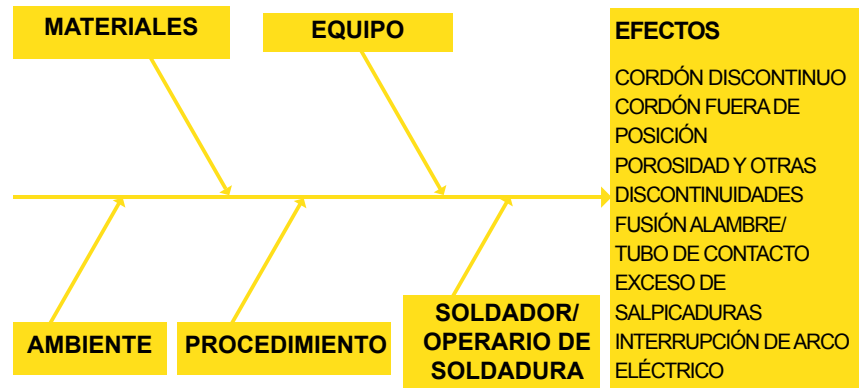 MATERIALES
EQUIPO
EFECTOS
CORDÓN DISCONTINUO
CORDÓN FUERA DE
POSICIÓN
POROSIDAD Y OTRAS
DISCONTINUIDADES
FUSIÓN ALAMBRE/
TUBO DE CONTACTO
EXCESO DE
SALPICADURAS
INTERRUPCIÓN DE ARCO
ELÉCTRICO
AMBIENTE
PROCEDIMIENTO
SOLDADOR/
OPERARIO DE
SOLDADURA